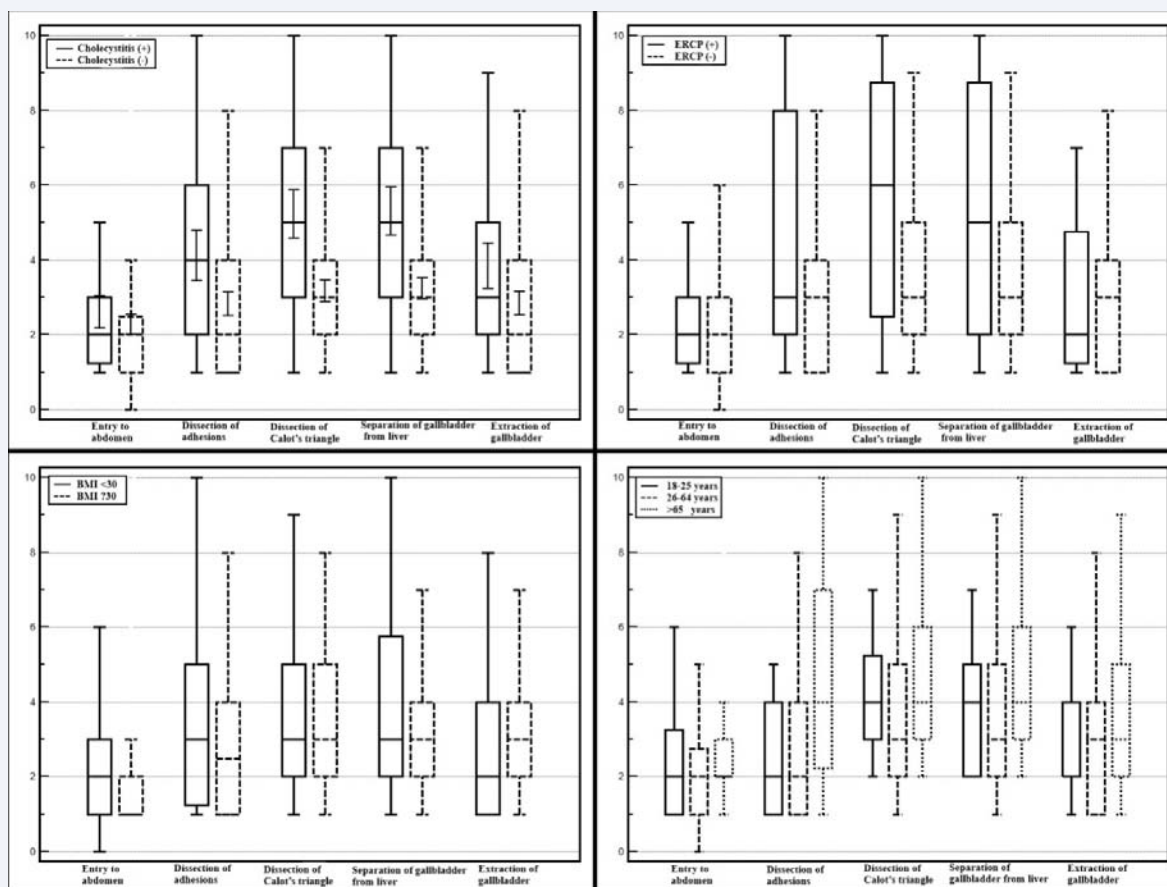 10
8
6
4
2
0
Cholecystitis (+)
Cholecystitis (-)
Entry to
abdomen
Dissection of
adhesions
Dissection of
Calot's triangle
Separation of gallbladder
from liver
Extraction of
gallbladder
10
8
6
4
2
0
ERCP (+)
ERCP (-)
Entry to
abdomen
Dissection of
adhesions
Dissection of
Calot's triangle
Separation of gallbladder
from liver
Extraction of
gallbladder
10
8
6
4
2
0
BMI <30
BMI ?30
Entry to
abdomen
Dissection of
adhesions
Dissection of
Calot's triangle
Separation of gallbladder
from liver
Extraction of
gallbladder
10
8
6
4
2
0
18-25 years
26-64 years
>65 years
Entry to
abdomen
Dissection of
adhesions
Dissection of
Calot's triangle
Separation of
gallbladder from liver
Extraction of
gallbladder